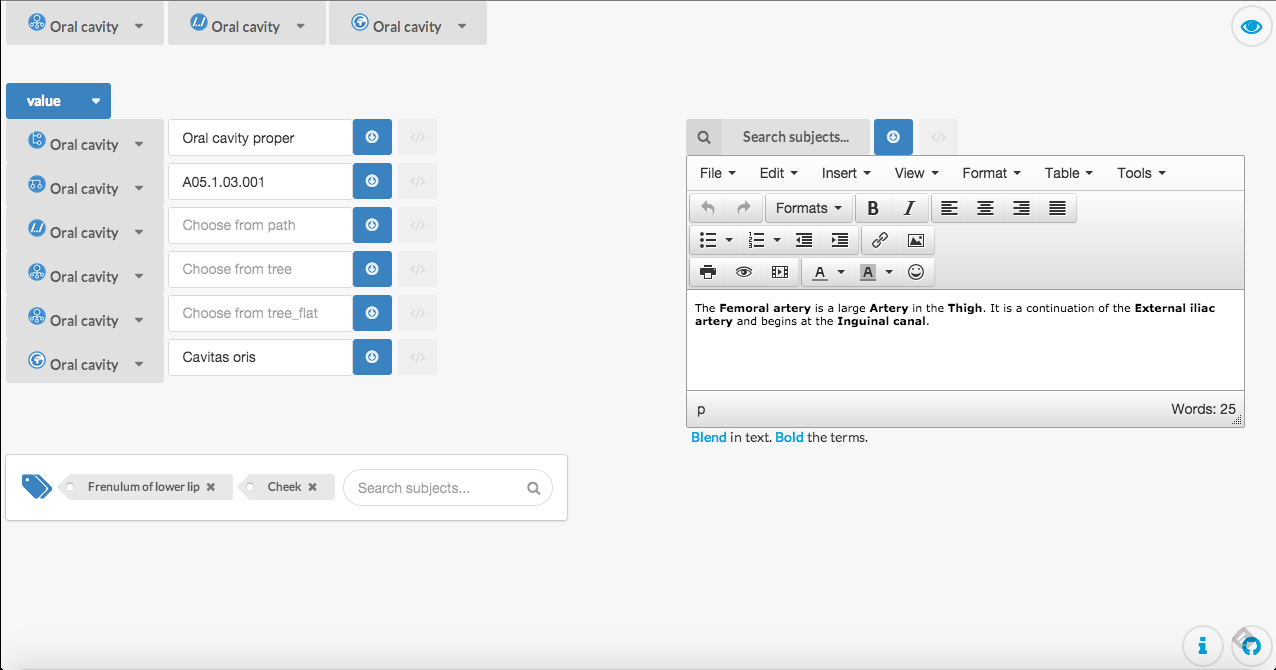 Oral cavity Oral cavity Oral cavity
value
Oral cavity Oral cavity proper </>
Oral cavity A05.1.03.001 </>
Oral cavity Choose from path </>
Oral cavity Choose from tree </>
Oral cavity Choose from tree_flat </>
Oral cavity Cavitas oris </>
Frenulum of lower lip Cheek Search subjects...
Search subjects... </>
File Edit Insert View Format Table Tools
Formats B I
A A
The Femoral artery is a large Artery in the Thigh. It is a continuation of the External iliac
artery and begins at the Inguinal canal.
p Words: 25
Blend in text. Bold the terms.